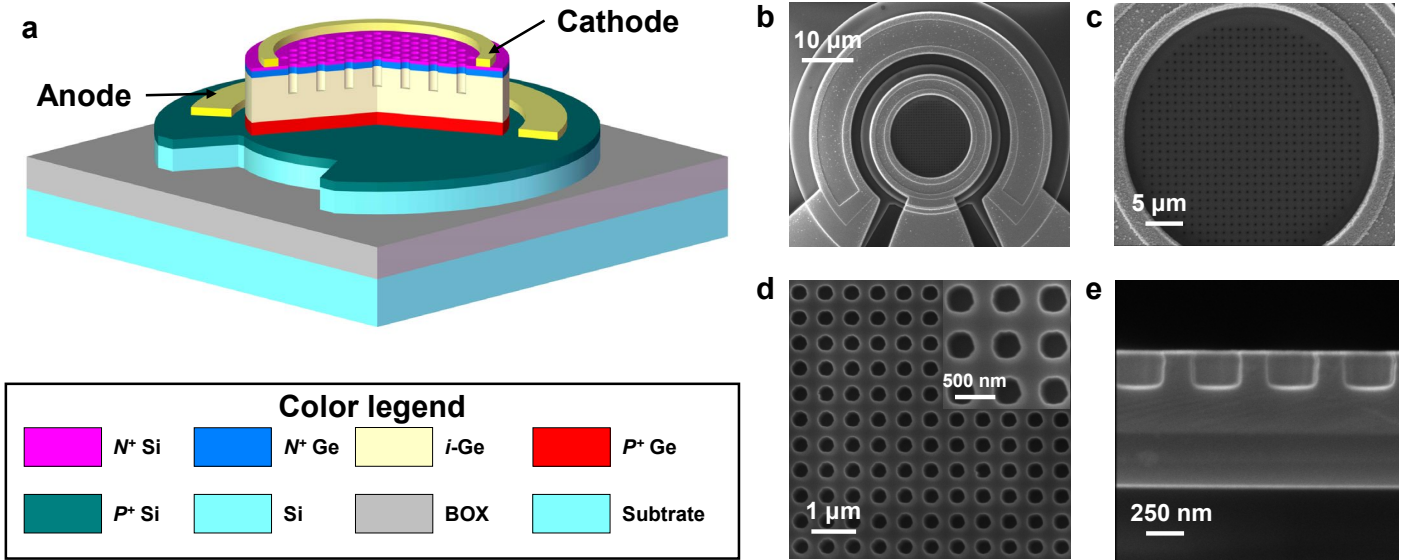 a
Cathode
Anode
b
10 µm
c
5 µm
d
500 nm
1 µm
e
250 nm
Color legend
N+ Si
N+ Ge
i-Ge
P+ Ge
P+ Si
Si
BOX
Subtrate